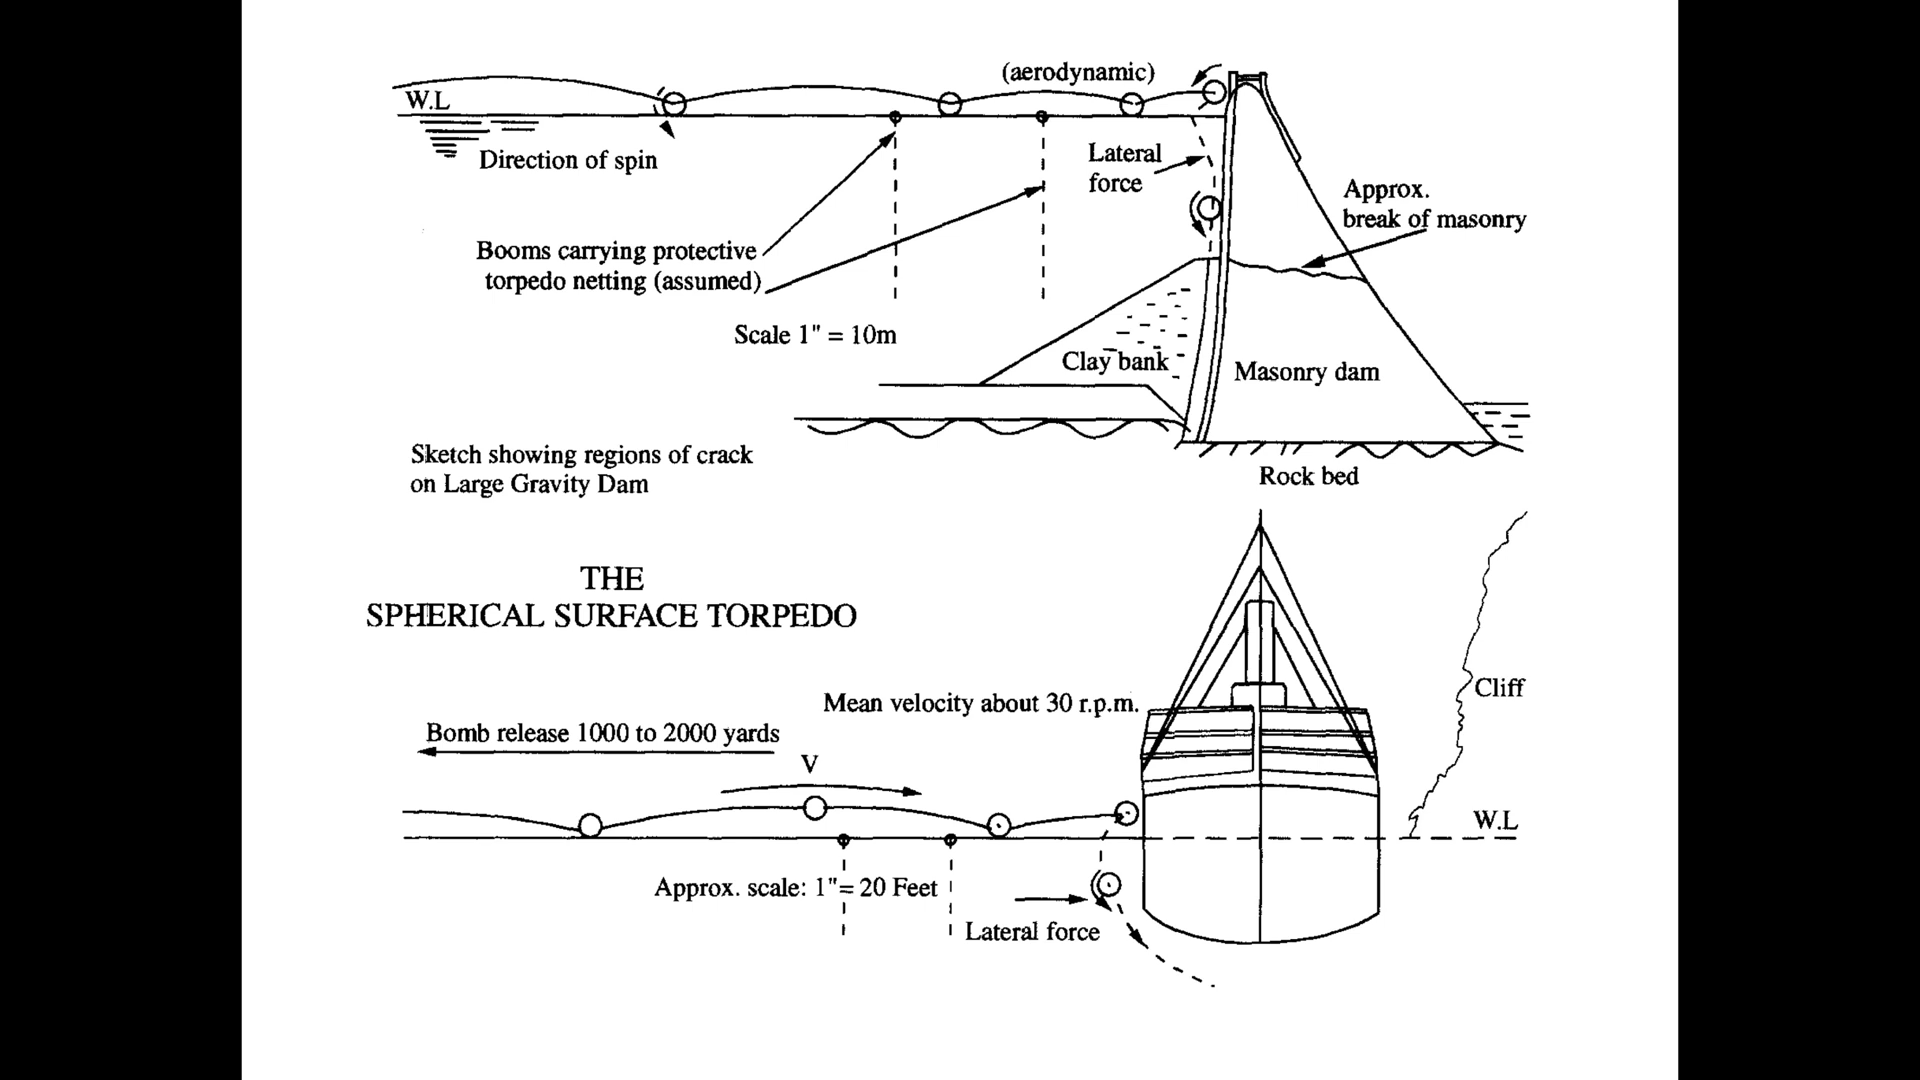 (aerodynamic)
W.L
Direction of spin
Lateral
force
Approx.
break of masonry
Booms carrying protective
torpedo netting (assumed)
Scale 1" = 10m
Clay bank
Masonry dam
Sketch showing regions of crack
on Large Gravity Dam
Rock bed
THE
SPHERICAL SURFACE TORPEDO
Cliff
Mean velocity about 30 r.p.m.
Bomb release 1000 to 2000 yards
V
W.L
Approx. scale: 1"= 20 Feet
Lateral force